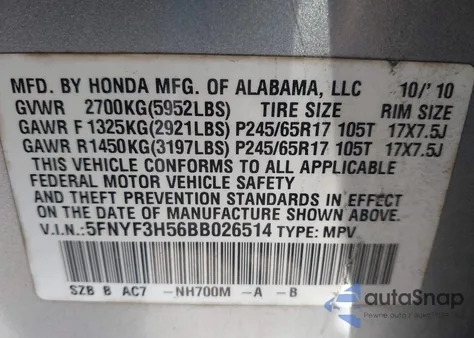 MFD. BY HONDA MFG. OF ALABAMA, LLC 10/'10
GVWR 2700KG(5952LBS) TIRE SIZE RIM SIZE
GAWR F 1325KG(2921LBS) P245/65R17 105T 17X7.5J
GAWR R1450KG(3197LBS) P245/65R17 105T 17X7.5J
THIS VEHICLE CONFORMS TO ALL APPLICABLE
FEDERAL MOTOR VEHICLE SAFETY
AND THEFT PREVENTION STANDARDS IN EFFECT
ON THE DATE OF MANUFACTURE SHOWN ABOVE.
V.I.N.:5FNYF3H56BB026514 TYPE: MPV
SZB B AC7 -NH700M -A -B
autoSnap
Pewne auto z